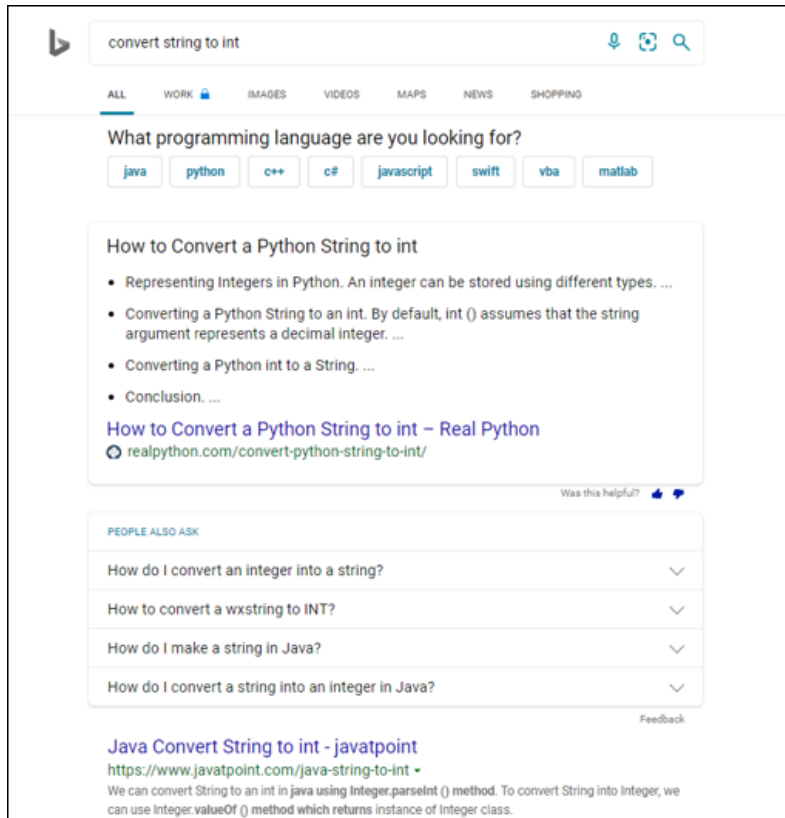 convert string to int
ALL WORK IMAGES VIDEOS MAPS NEWS SHOPPING
What programming language are you looking for?
java python c++ c# javascript swift vba matlab
How to Convert a Python String to int
• Representing Integers in Python. An integer can be stored using different types. ...
• Converting a Python String to an int. By default, int () assumes that the string
argument represents a decimal integer. ...
• Converting a Python int to a String. ...
• Conclusion. ...
How to Convert a Python String to int – Real Python
realpython.com/convert-python-string-to-int/
Was this helpful?
PEOPLE ALSO ASK
How do I convert an integer into a string?
How to convert a wxstring to INT?
How do I make a string in Java?
How do I convert a string into an integer in Java?
Feedback
Java Convert String to int - javatpoint
https://www.javatpoint.com/java-string-to-int
We can convert String to an int in java using Integer.parseInt () method. To convert String into Integer, we
can use Integer.valueOf () method which returns instance of Integer class.